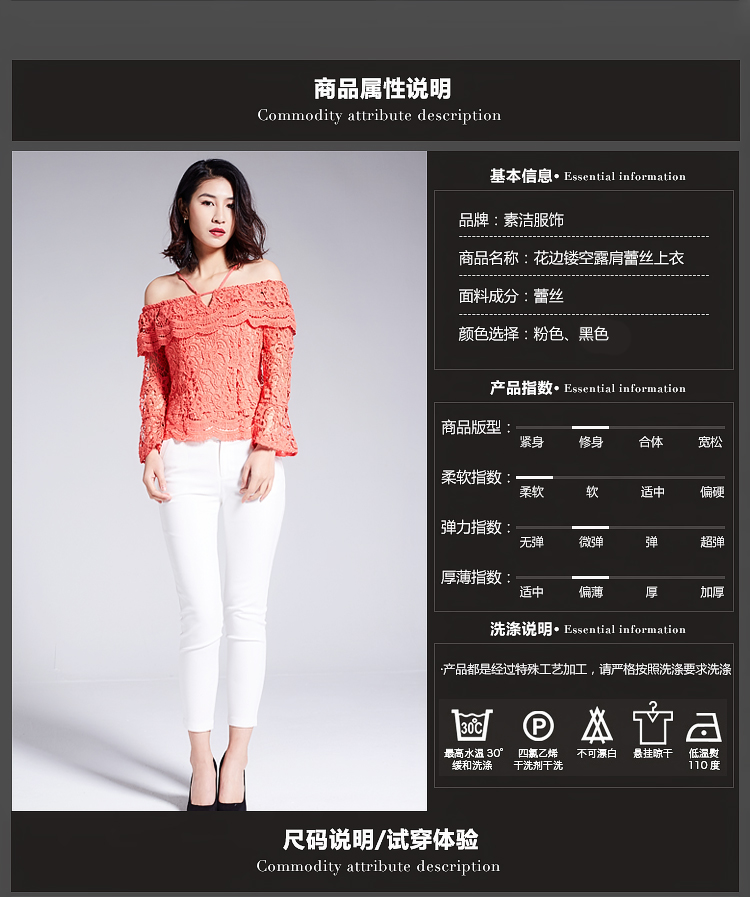 商品属性说明
Commodity attribute description
基本信息• Essential information
品牌：素洁服饰
商品名称：花边镂空露肩蕾丝上衣
面料成分：蕾丝
颜色选择：粉色、黑色
产品指数• Essential information
商品版型：
紧身 修身 合体 宽松
柔软指数：
柔软 软 适中 偏硬
弹力指数：
无弹 微弹 弹 超弹
厚薄指数：
适中 偏薄 厚 加厚
洗涤说明• Essential information
·产品都是经过特殊工艺加工，请严格按照洗涤要求洗涤
30℃ P
最高水温 30° 四氯乙烯 不可漂白 悬挂晾干 低温熨
缓和洗涤 干洗剂干洗 110 度
尺码说明/试穿体验
Commodity attribute description